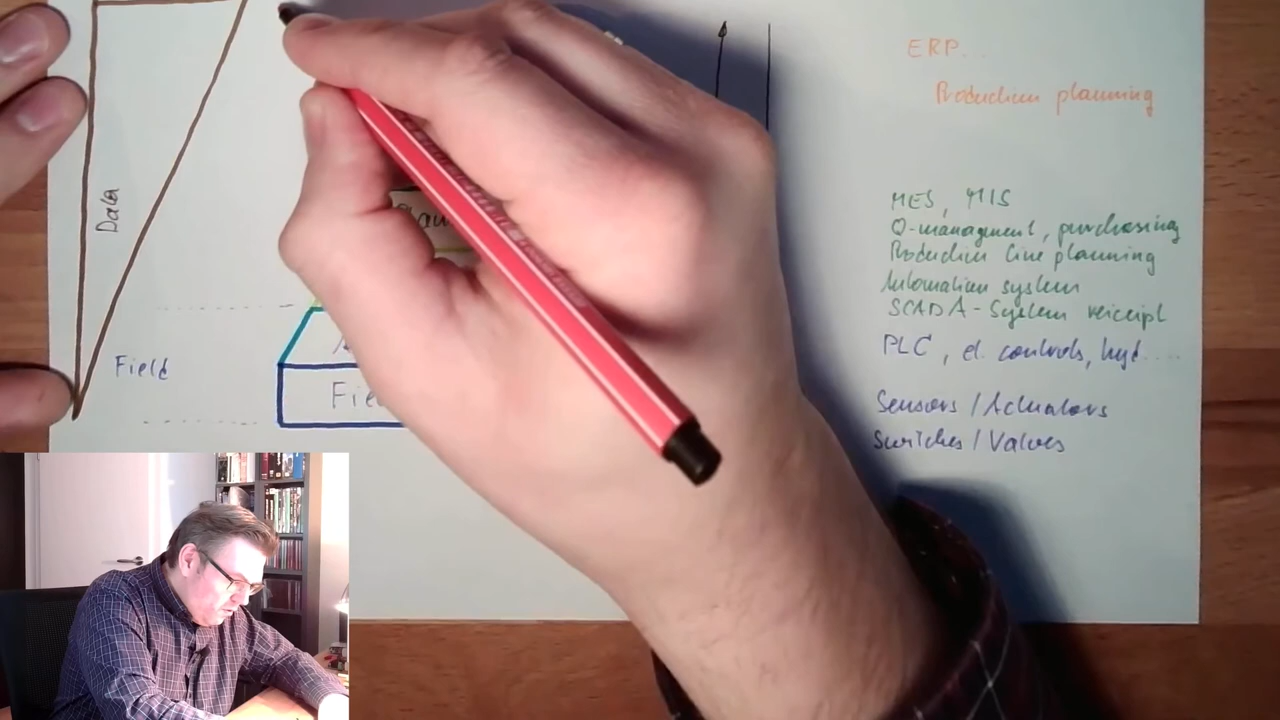 ERP...
Production planning
Data
MES, MIS
Q-management, purchasing
Production line planning
Automation system
SCADA-System
PLC, el. controls, hyd....
Field
Sensors / Actuators
Switches / Valves